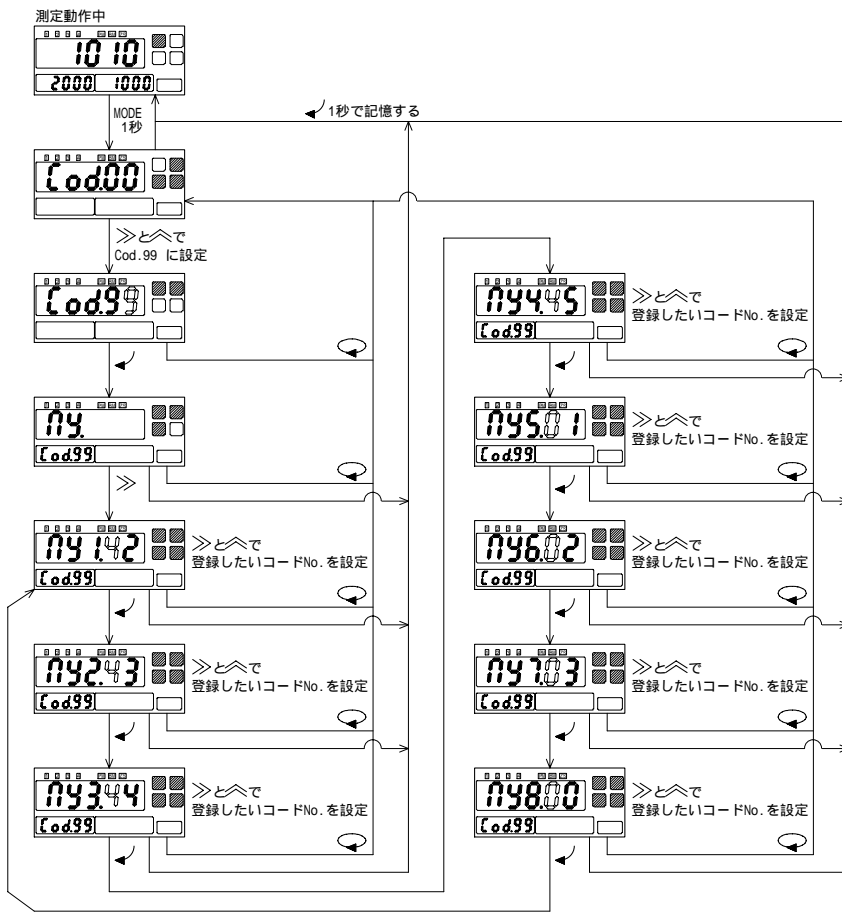 測定動作中
1010
2000 1000
MODE
1秒
1秒で記憶する
Cod.00
≫と︽で
Cod.99 に設定
Cod.99
My.
Cod.99
≫
My1.42
Cod.99
≫と︽で
登録したいコードNo.を設定
My2.43
Cod.99
≫と︽で
登録したいコードNo.を設定
My3.44
Cod.99
≫と︽で
登録したいコードNo.を設定
My4.45
Cod.99
≫と︽で
登録したいコードNo.を設定
My5.01
Cod.99
≫と︽で
登録したいコードNo.を設定
My6.02
Cod.99
≫と︽で
登録したいコードNo.を設定
My7.03
Cod.99
≫と︽で
登録したいコードNo.を設定
My8.00
Cod.99
≫と︽で
登録したいコードNo.を設定